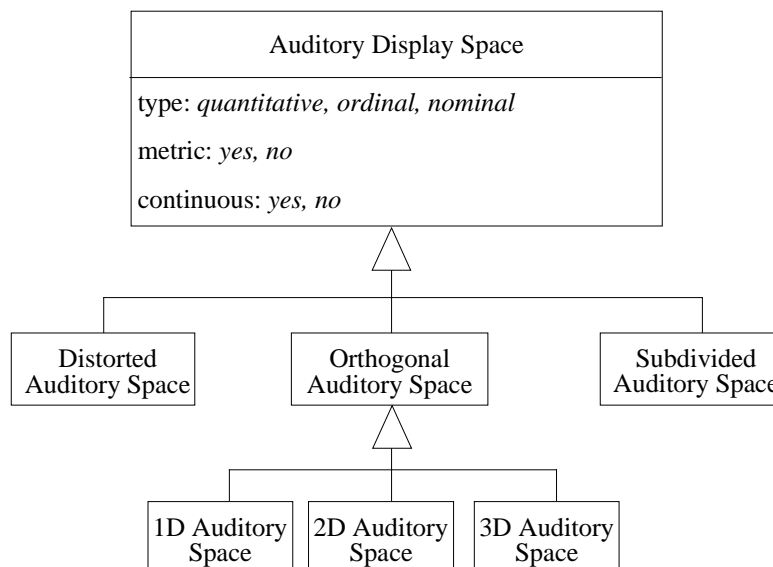 Auditory Display Space
type: quantitative, ordinal, nominal
metric: yes, no
continuous: yes, no
Distorted
Auditory Space
Orthogonal
Auditory Space
Subdivided
Auditory Space
1D Auditory
Space
2D Auditory
Space
3D Auditory
Space